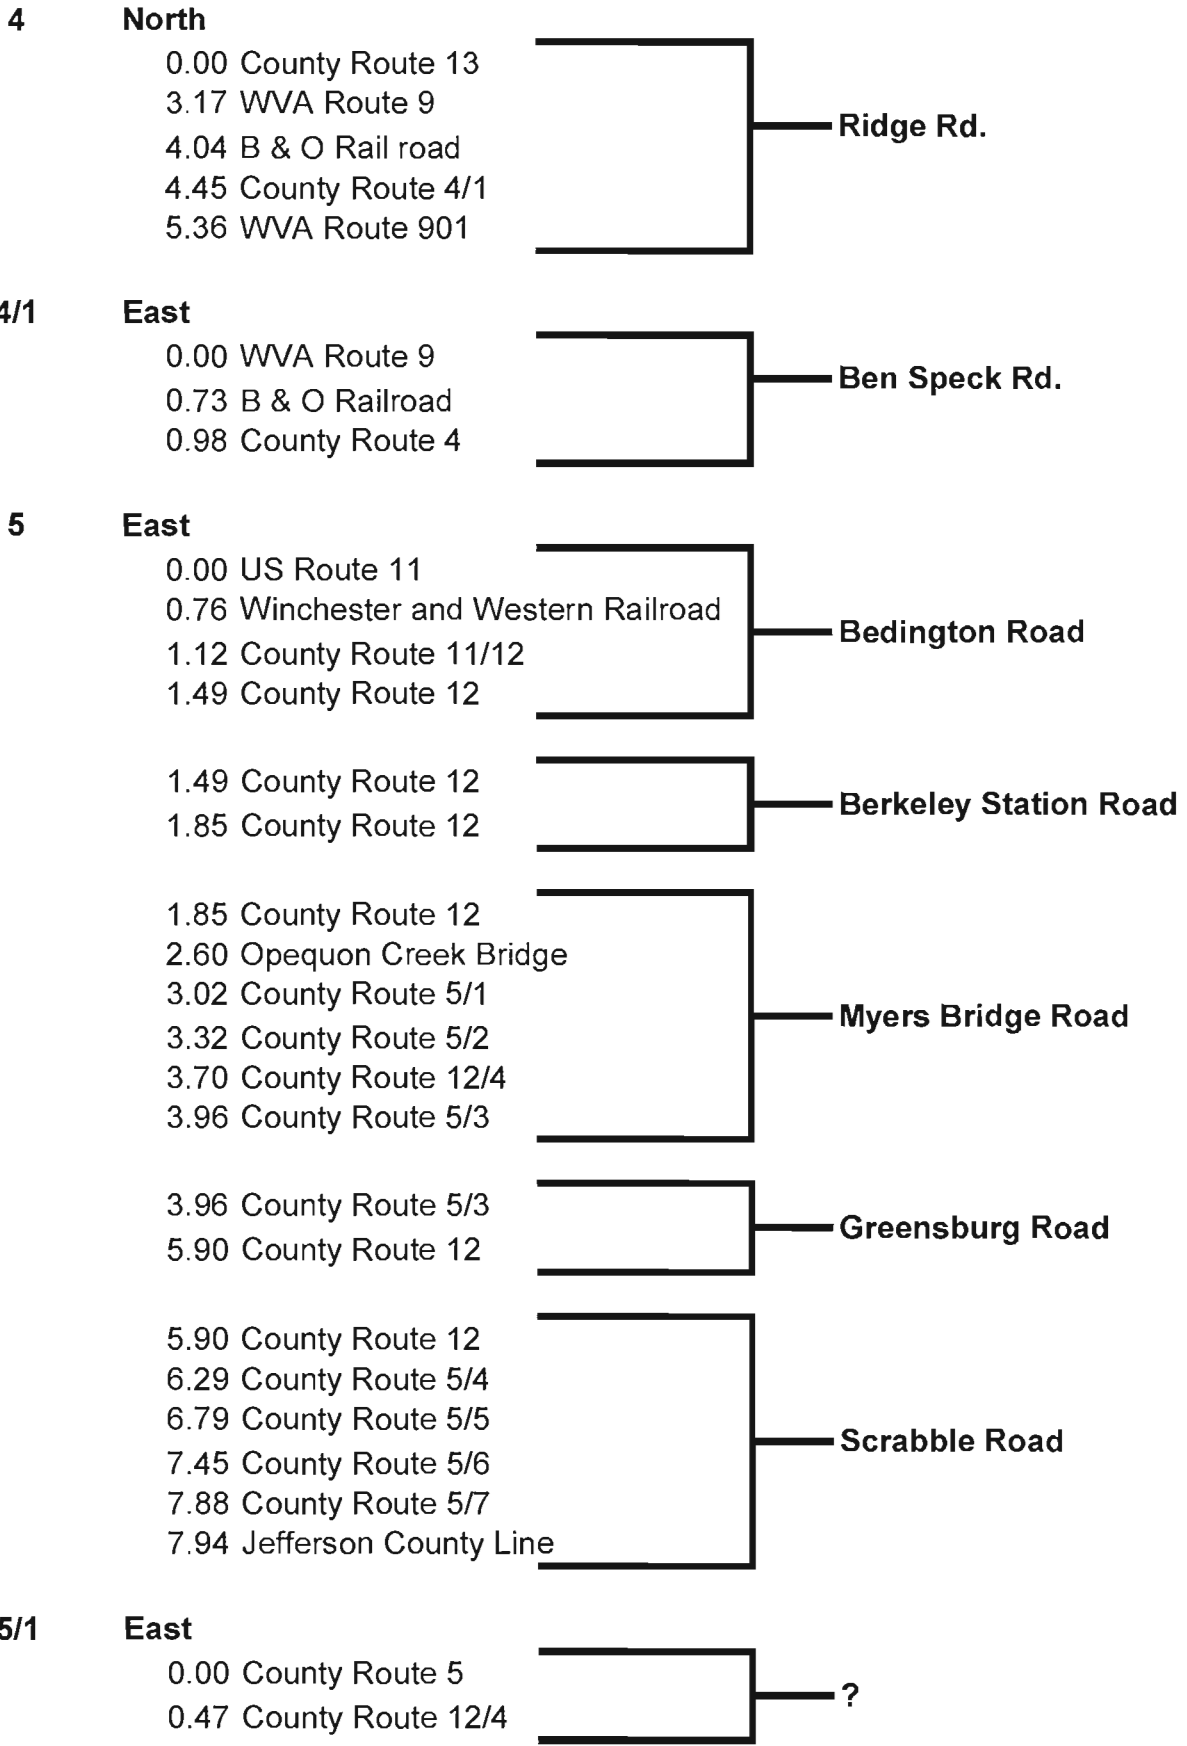 4 North
0.00 County Route 13
3.17 WVA Route 9
Ridge Rd.
4.04 B & O Rail road
4.45 County Route 4/1
5.36 WVA Route 901
4/1 East
0.00 WVA Route 9
Ben Speck Rd.
0.73 B & O Railroad
0.98 County Route 4
5 East
0.00 US Route 11
0.76 Winchester and Western Railroad
Bedington Road
1.12 County Route 11/12
1.49 County Route 12
1.49 County Route 12
Berkeley Station Road
1.85 County Route 12
1.85 County Route 12
2.60 Opequon Creek Bridge
3.02 County Route 5/1
Myers Bridge Road
3.32 County Route 5/2
3.70 County Route 12/4
3.96 County Route 5/3
3.96 County Route 5/3
Greensburg Road
5.90 County Route 12
5.90 County Route 12
6.29 County Route 5/4
6.79 County Route 5/5
Scrabble Road
7.45 County Route 5/6
7.88 County Route 5/7
7.94 Jefferson County Line
5/1 East
0.00 County Route 5
?
0.47 County Route 12/4